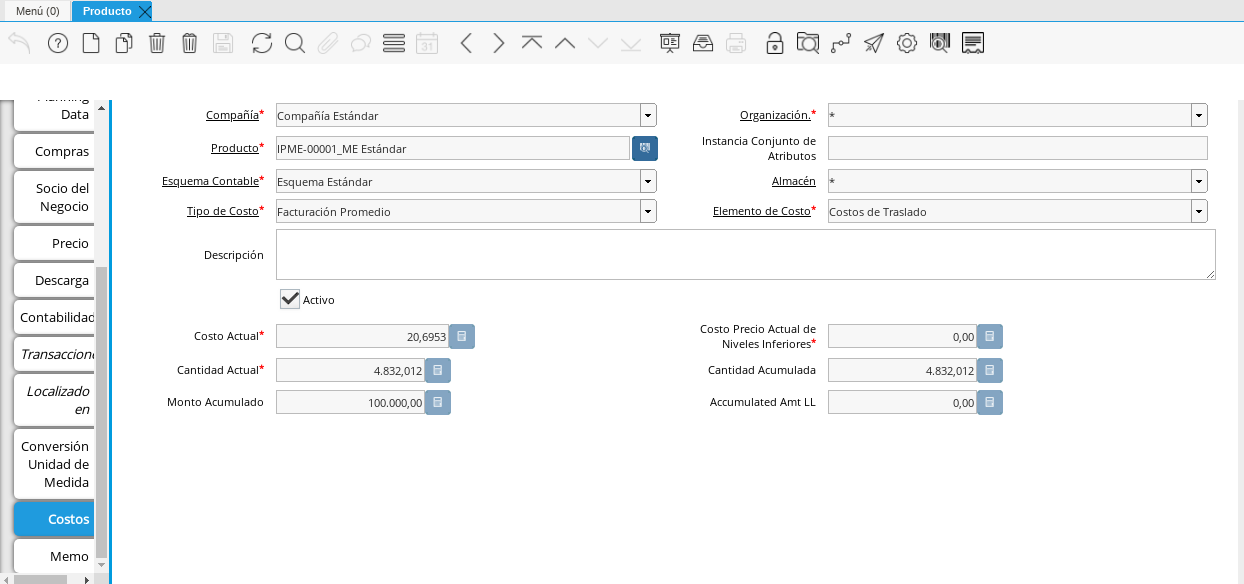 Menú (0)
Producto
31
Planning
Data
Compras
Socio del
Negocio
Precio
Descarga
Contabilidad
Transaccione
Localizado
en
Conversión
Unidad de
Medida
Costos
Memo
Compañía* Compañía Estándar
Organización.* *
Producto* IPME-00001_ME Estándar
Instancia Conjunto de
Atributos
Esquema Contable* Esquema Estándar
Almacén *
Tipo de Costo* Facturación Promedio
Elemento de Costo* Costos de Traslado
Descripción
Activo
Costo Actual* 20,6953
Costo Precio Actual de
Niveles Inferiores* 0,00
Cantidad Actual* 4.832,012
Cantidad Acumulada 4.832,012
Monto Acumulado 100.000,00
Accumulated Amt LL 0,00